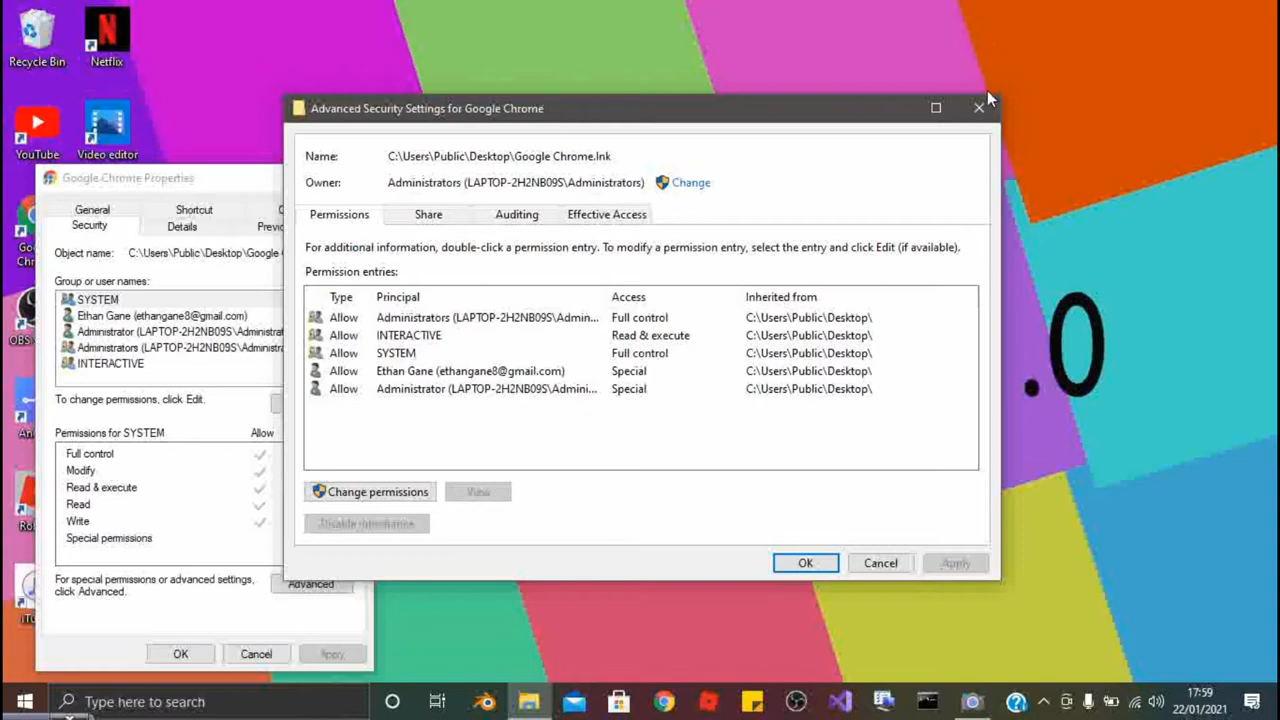 Recycle Bin
Netflix
YouTube
Video editor
Google Chrome Properties
General
Shortcut
Security
Details
Previ
Object name: C:\Users\Public\Desktop\Google
Group or user names:
SYSTEM
Ethan Gane (ethangane8@gmail.com)
Administrator (LAPTOP-2H2NB09S\Administra
Administrators (LAPTOP-2H2NB09S\Administra
INTERACTIVE
To change permissions, click Edit.
Permissions for SYSTEM Allow
Full control
Modify
Read & execute
Read
Write
Special permissions
For special permissions or advanced settings,
click Advanced.
Advanced
OK
Cancel
Apply
Advanced Security Settings for Google Chrome
Name: C:\Users\Public\Desktop\Google Chrome.lnk
Owner: Administrators (LAPTOP-2H2NB09S\Administrators) Change
Permissions
Share
Auditing
Effective Access
For additional information, double-click a permission entry. To modify a permission entry, select the entry and click Edit (if available).
Permission entries:
Type Principal Access Inherited from
Allow Administrators (LAPTOP-2H2NB09S\Admin... Full control C:\Users\Public\Desktop\
Allow INTERACTIVE Read & execute C:\Users\Public\Desktop\
Allow SYSTEM Full control C:\Users\Public\Desktop\
Allow Ethan Gane (ethangane8@gmail.com) Special C:\Users\Public\Desktop\
Allow Administrator (LAPTOP-2H2NB09S\Admini... Special C:\Users\Public\Desktop\
Change permissions
View
Disable inheritance
OK
Cancel
Apply
.0
Type here to search
17:59
22/01/2021